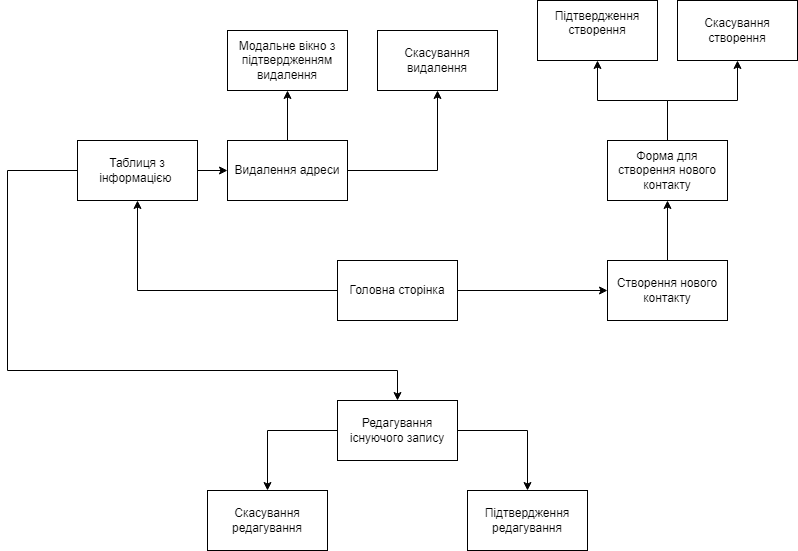 Підтвердження
створення
Скасування
створення
Модальне вікно з
підтвердженням
видалення
Скасування
видалення
Таблиця з
інформацією
Видалення адреси
Форма для
створення нового
контакту
Головна сторінка
Створення нового
контакту
Редагування
існуючого запису
Скасування
редагування
Підтвердження
редагування